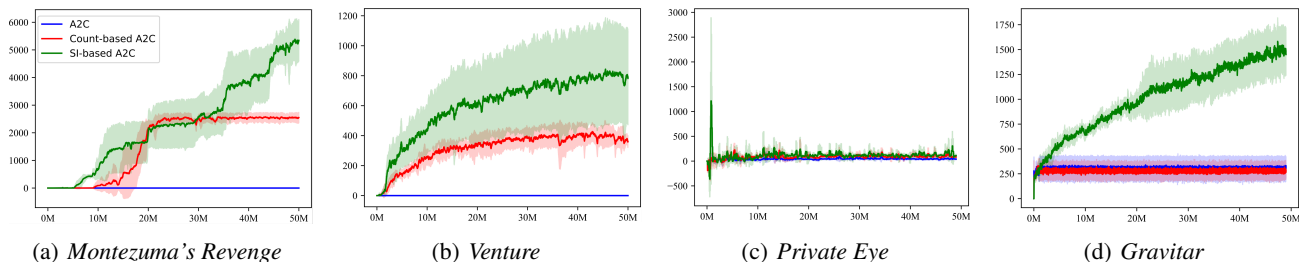 A2C
Count-based A2C
SI-based A2C
6000
5000
4000
3000
2000
1000
0
0M 10M 20M 30M 40M 50M
(a) Montezuma's Revenge
1200
1000
800
600
400
200
0
0M 10M 20M 30M 40M 50M
(b) Venture
3000
2500
2000
1500
1000
500
0
−500
0M 10M 20M 30M 40M 50M
(c) Private Eye
1750
1500
1250
1000
750
500
250
0
0M 10M 20M 30M 40M 50M
(d) Gravitar